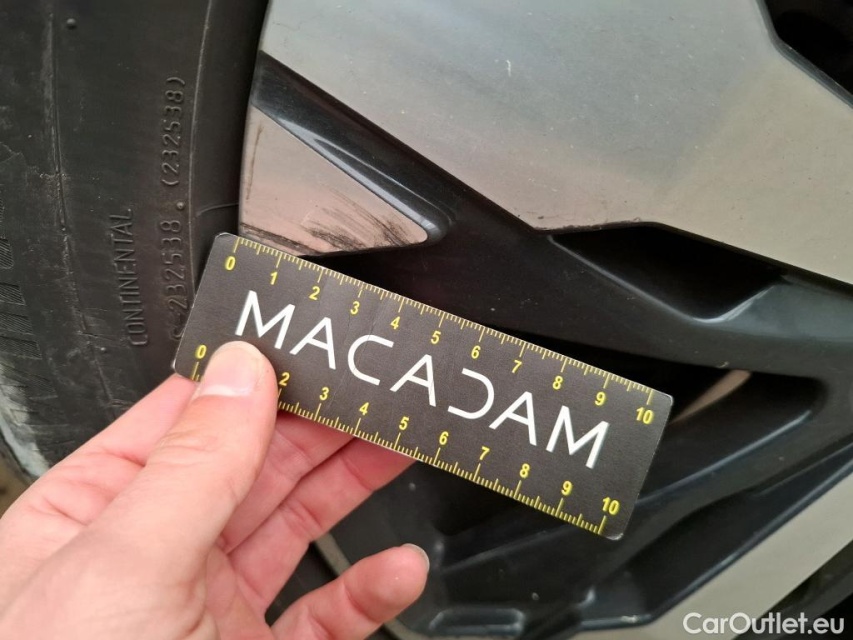 CONTINENTAL
232538 (232538)
0 1 2 3 4 5 6 7 8 9 10
MACADAM
0 2 3 4 5 6 7 8 9 10
CarOutlet.eu